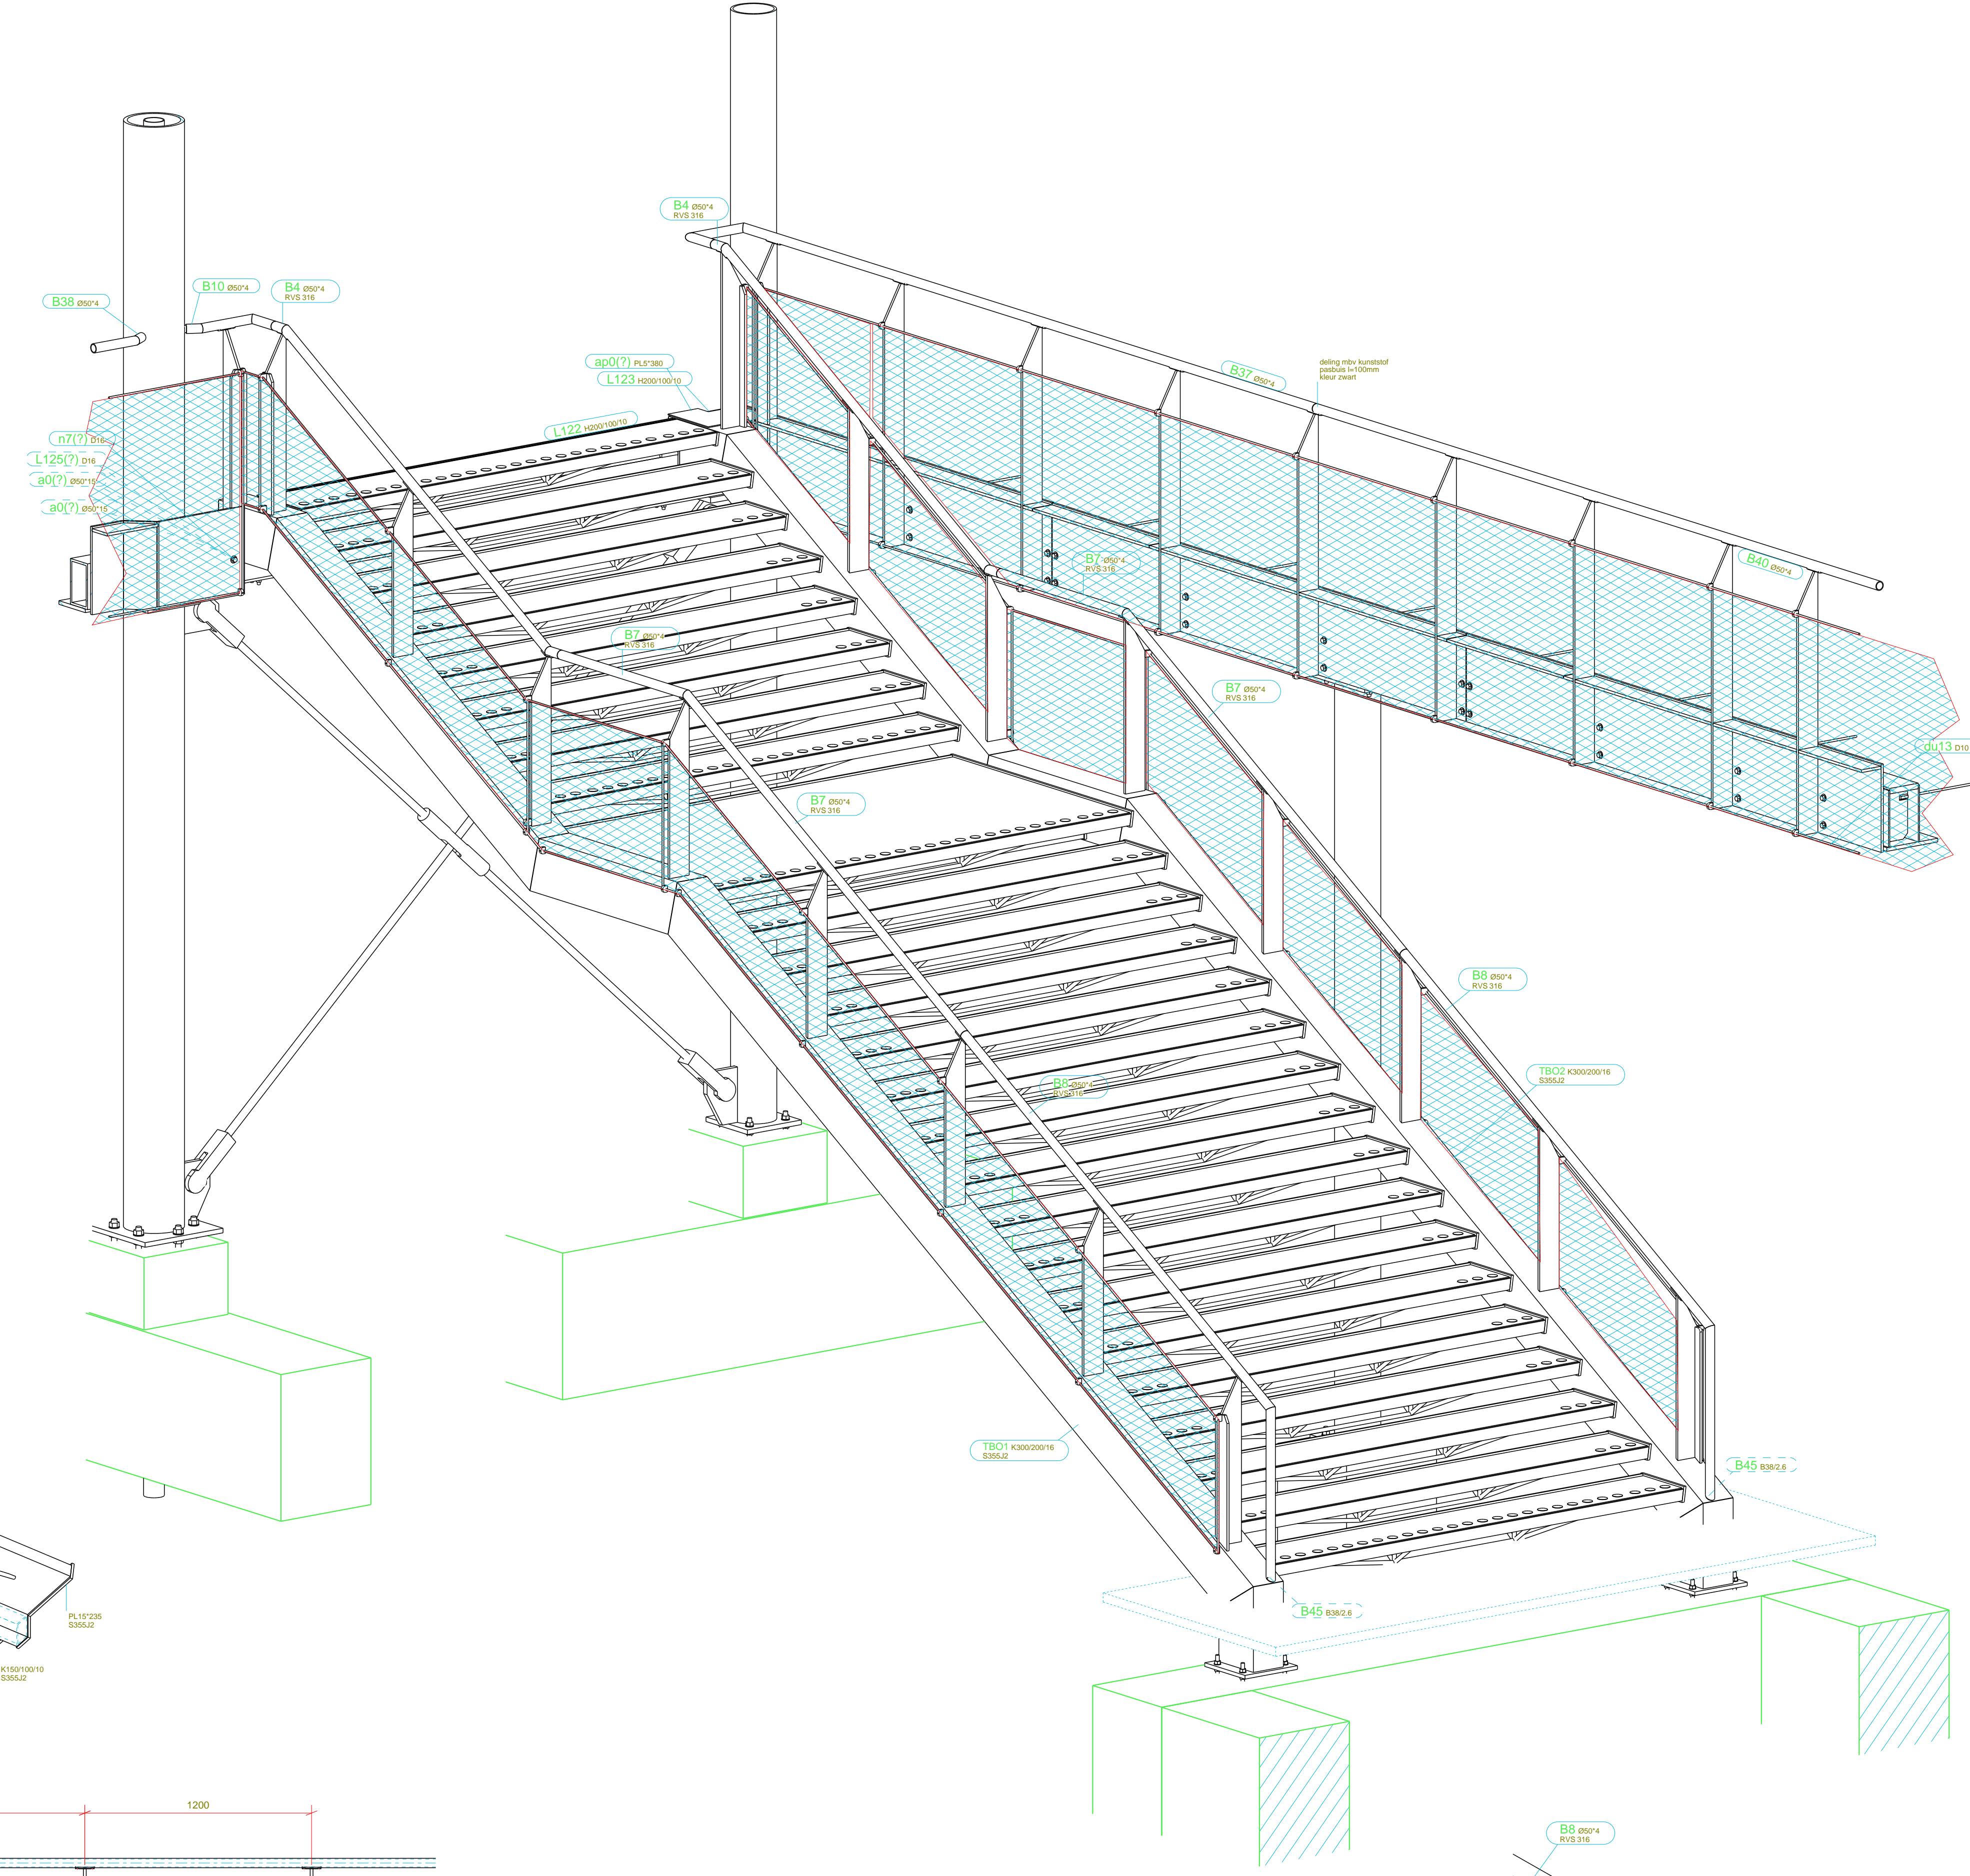 B4 Ø50*4
RVS 316
B10 Ø50*4
B4 Ø50*4
RVS 316
B38 Ø50*4
ap0(?) PL5*380
L123 H200/100/10
deling mbv kunststof
pasbuis l=100mm
kleur zwart
B37 Ø50*4
L122 H200/100/10
n7(?) D16
L125(?) D16
a0(?) Ø50*15
a0(?) Ø50*15
B7 Ø50*4
RVS 316
B40 Ø50*4
B7 Ø50*4
RVS 316
B7 Ø50*4
RVS 316
du13 D10
B7 Ø50*4
RVS 316
B8 Ø50*4
RVS 316
TBO2 K300/200/16
S355J2
B8 Ø50*4
RVS 316
TBO1 K300/200/16
S355J2
B45 B38/2.6
B45 B38/2.6
PL15*235
S355J2
K150/100/10
S355J2
1200
B8 Ø50*4
RVS 316